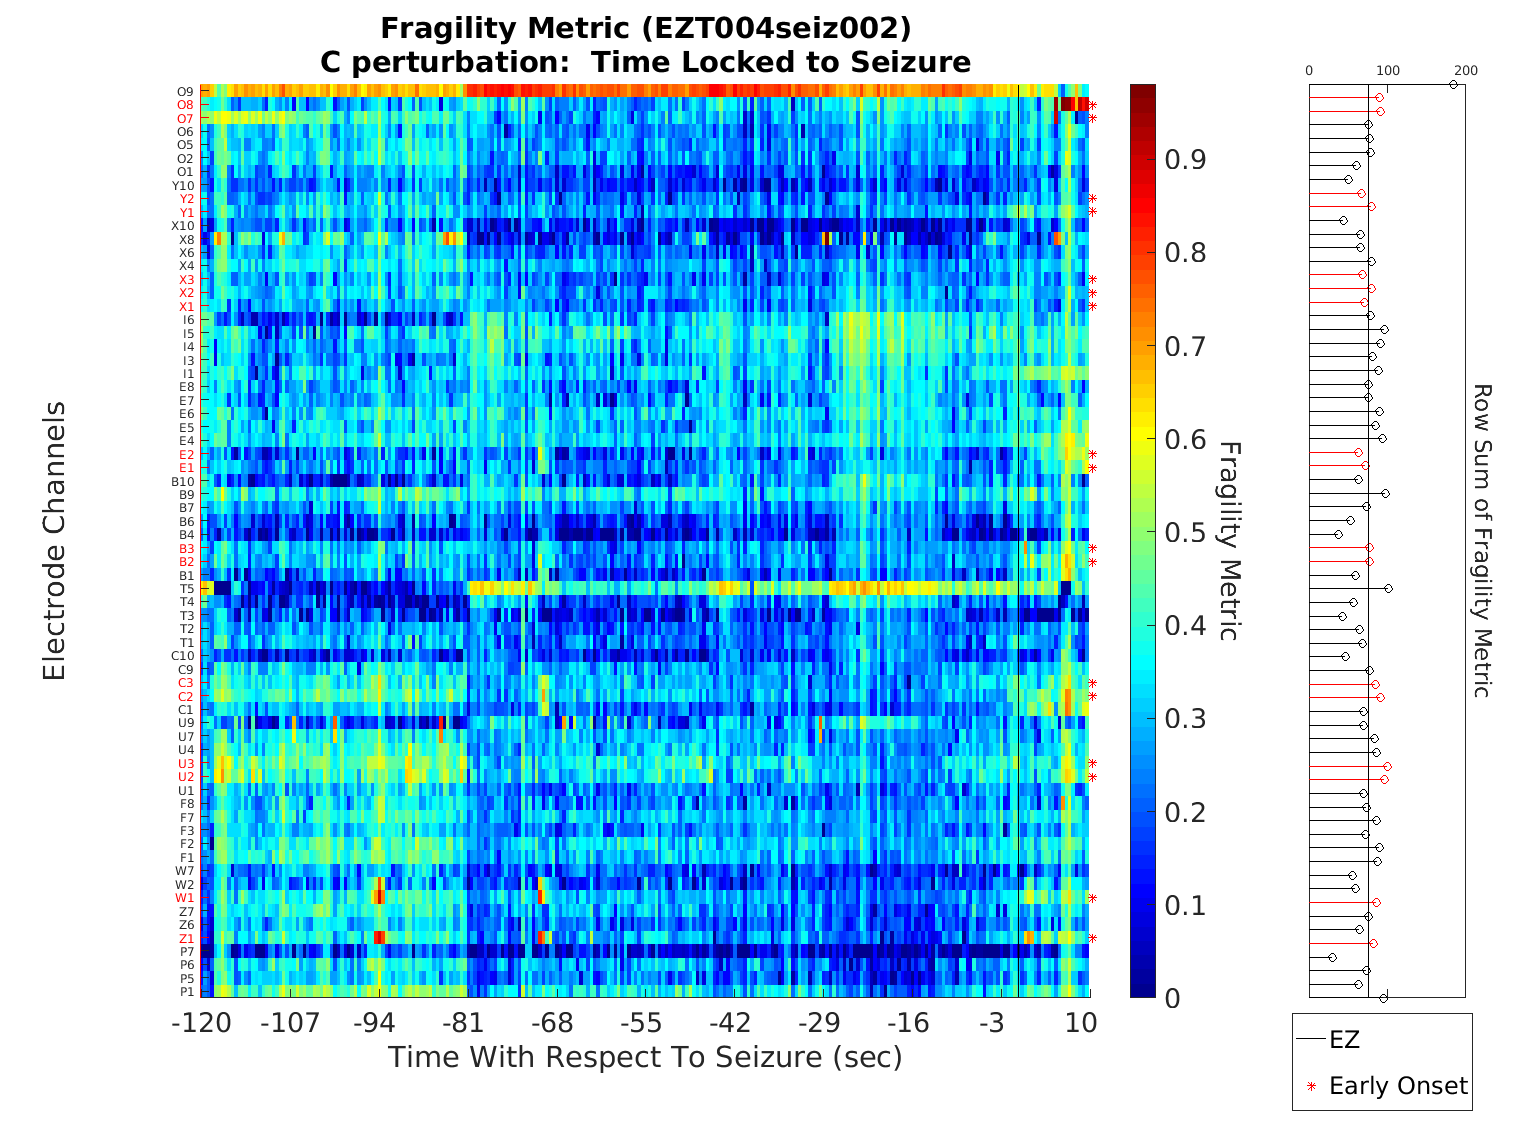 Fragility Metric (EZT004seiz002)
C perturbation: Time Locked to Seizure
Electrode Channels
O9
O8
O7
O6
O5
O2
O1
Y10
Y2
Y1
X10
X8
X6
X4
X3
X2
X1
I6
I5
I4
I3
I1
E8
E7
E6
E5
E4
E2
E1
B10
B9
B7
B6
B4
B3
B2
B1
T5
T4
T3
T2
T1
C10
C9
C3
C2
C1
U9
U7
U4
U3
U2
U1
F8
F7
F3
F2
F1
W7
W2
W1
Z7
Z6
Z1
P7
P6
P5
P1
-120 -107 -94 -81 -68 -55 -42 -29 -16 -3 10
Time With Respect To Seizure (sec)
0.9
0.8
0.7
0.6
0.5
0.4
0.3
0.2
0.1
0
Fragility Metric
0 100 200
Row Sum of Fragility Metric
EZ
Early Onset